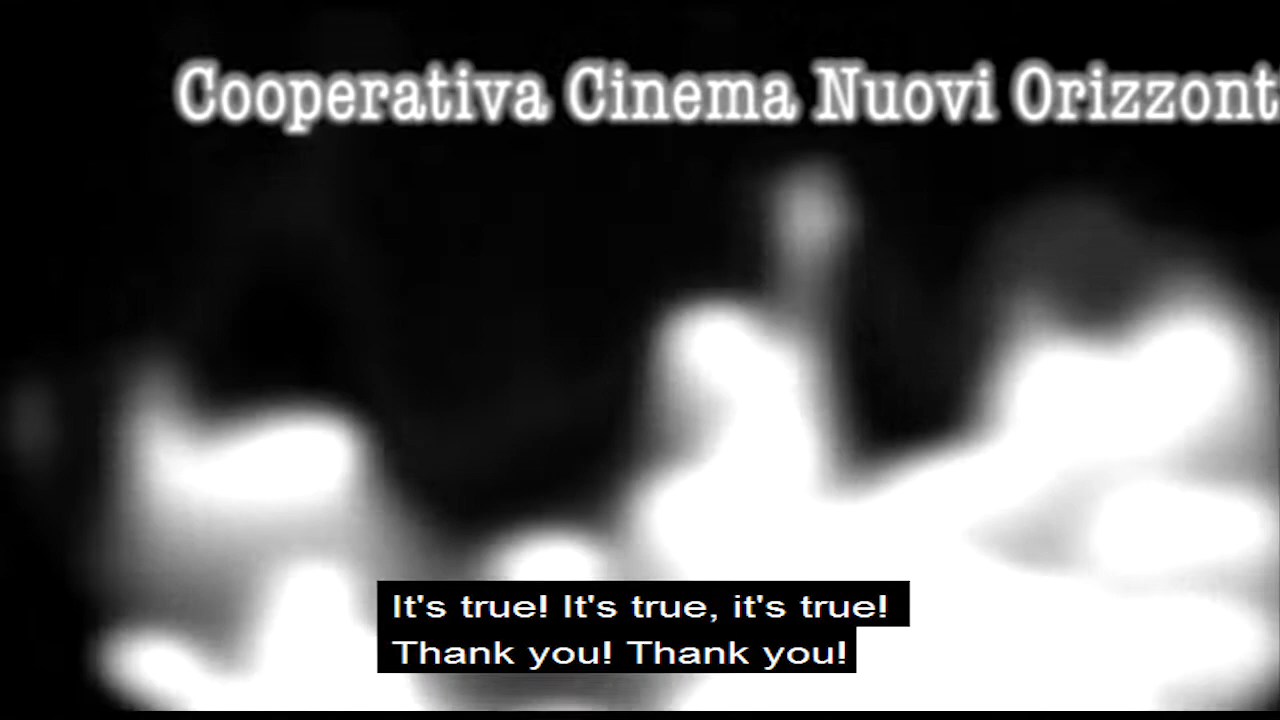 Cooperativa Cinema Nuovi Orizzont
It's true! It's true, it's true!
Thank you! Thank you!